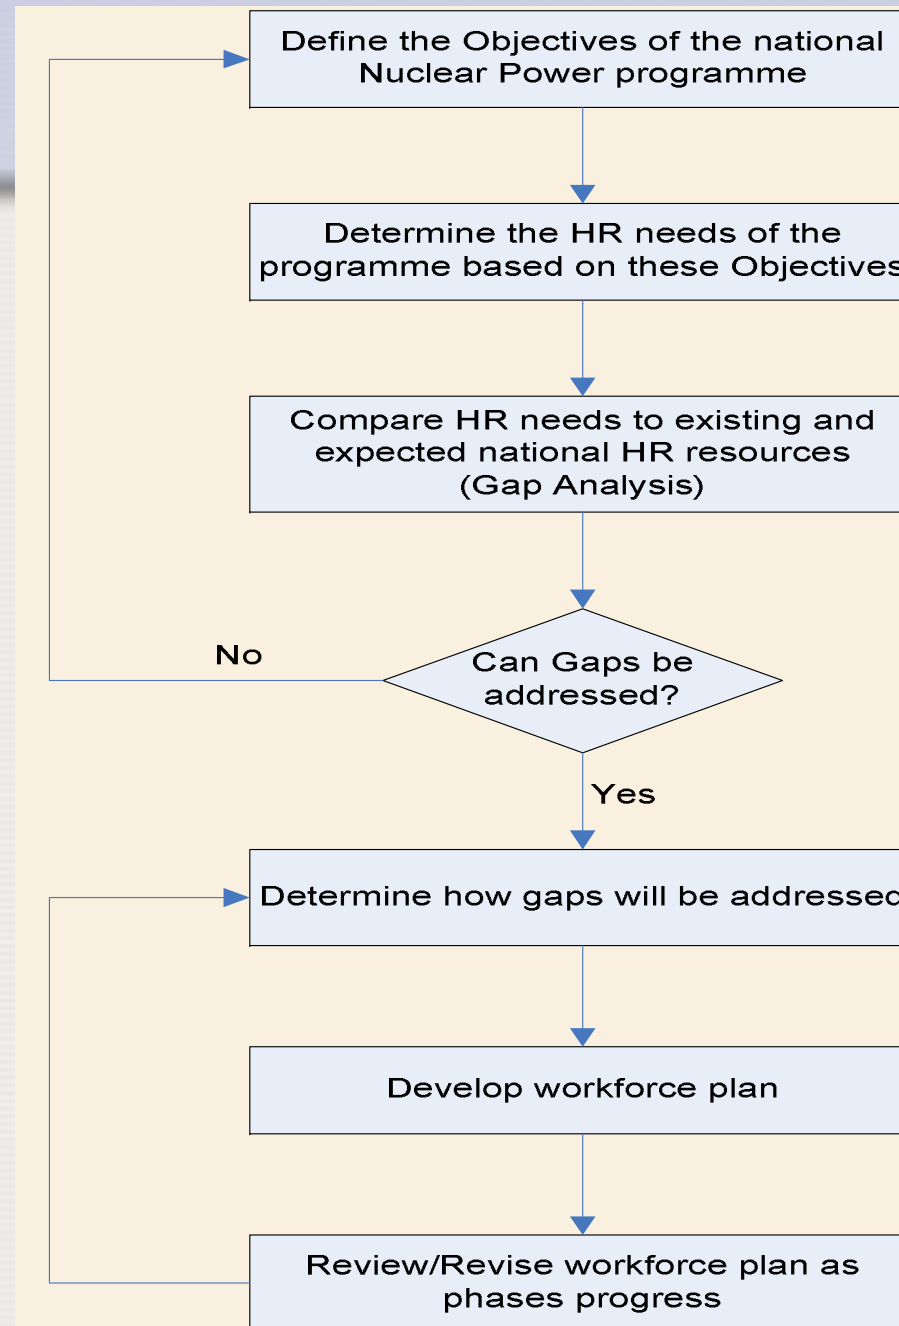 Define the Objectives of the national
Nuclear Power programme
Determine the HR needs of the
programme based on these Objectives
Compare HR needs to existing and
expected national HR resources
(Gap Analysis)
No
Can Gaps be
addressed?
Yes
Determine how gaps will be addressed
Develop workforce plan
Review/Revise workforce plan as
phases progress